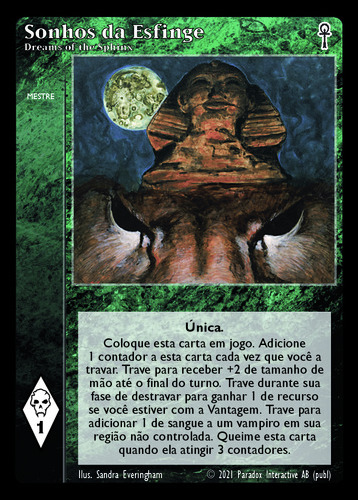 Sonhos da Esfinge
Dreams of the Sphinx
MESTRE
Única.
Coloque esta carta em jogo. Adicione
1 contador a esta carta cada vez que você a
travar. Trave para receber +2 de tamanho de
mão até o final do turno. Trave durante sua
fase de destravar para ganhar 1 de recurso
se você estiver com a Vantagem. Trave para
adicionar 1 de sangue a um vampiro em sua
região não controlada. Queime esta carta
quando ela atingir 3 contadores.
1
Ilus. Sandra Everingham © 2021 Paradox Interactive AB (publ)